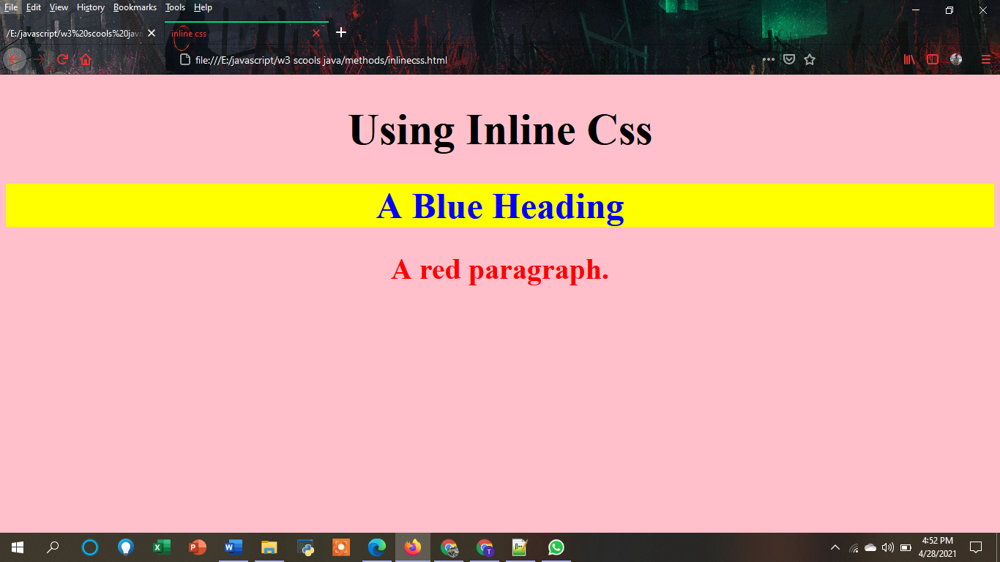 File Edit View History Bookmarks Tools Help
/E:/javascript/w3%20scools%20java
inline css
file:///E:/javascript/w3 scools java/methods/inlinecss.html
Using Inline Css
A Blue Heading
A red paragraph.
4:52 PM
4/28/2021